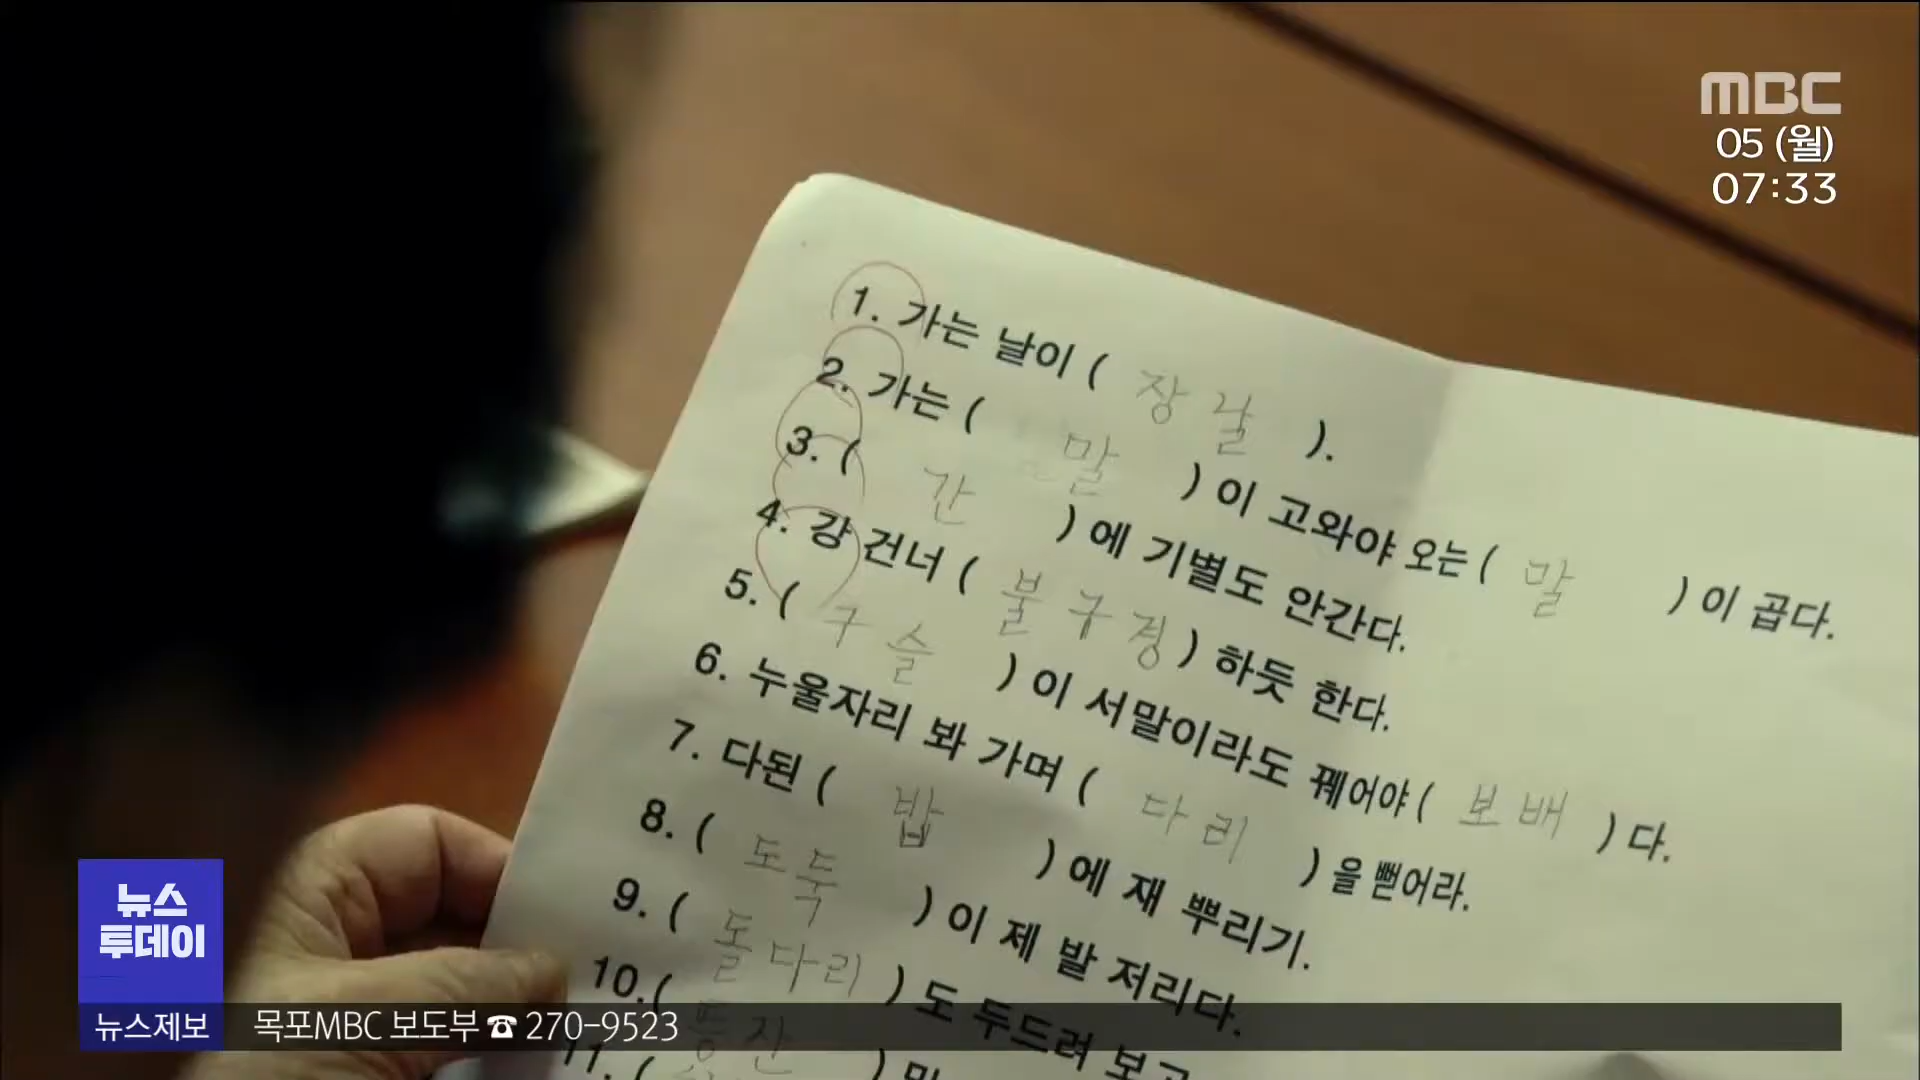 MBC
05 (월)
07:33
1. 가는 날이 ( 장날 ).
2. 가는 ( 말 ) 이 고와야 오는 ( 말 ) 이 곱다.
3. ( 간 ) 에 기별도 안간다.
4. 강 건너 ( 불구경 ) 하듯 한다.
5. ( 구슬 ) 이 서말이라도 꿰어야 ( 보배 ) 다.
6. 누울자리 봐 가며 ( 다리 ) 을 뻗어라.
7. 다된 ( 밥 ) 에 재 뿌리기.
8. ( 도둑 ) 이 제 발 저리다.
9. ( 돌다리 ) 도 두드려 보고
10. (
11. (
뉴스
투데이
뉴스제보 목포MBC 보도부 ☎ 270-9523